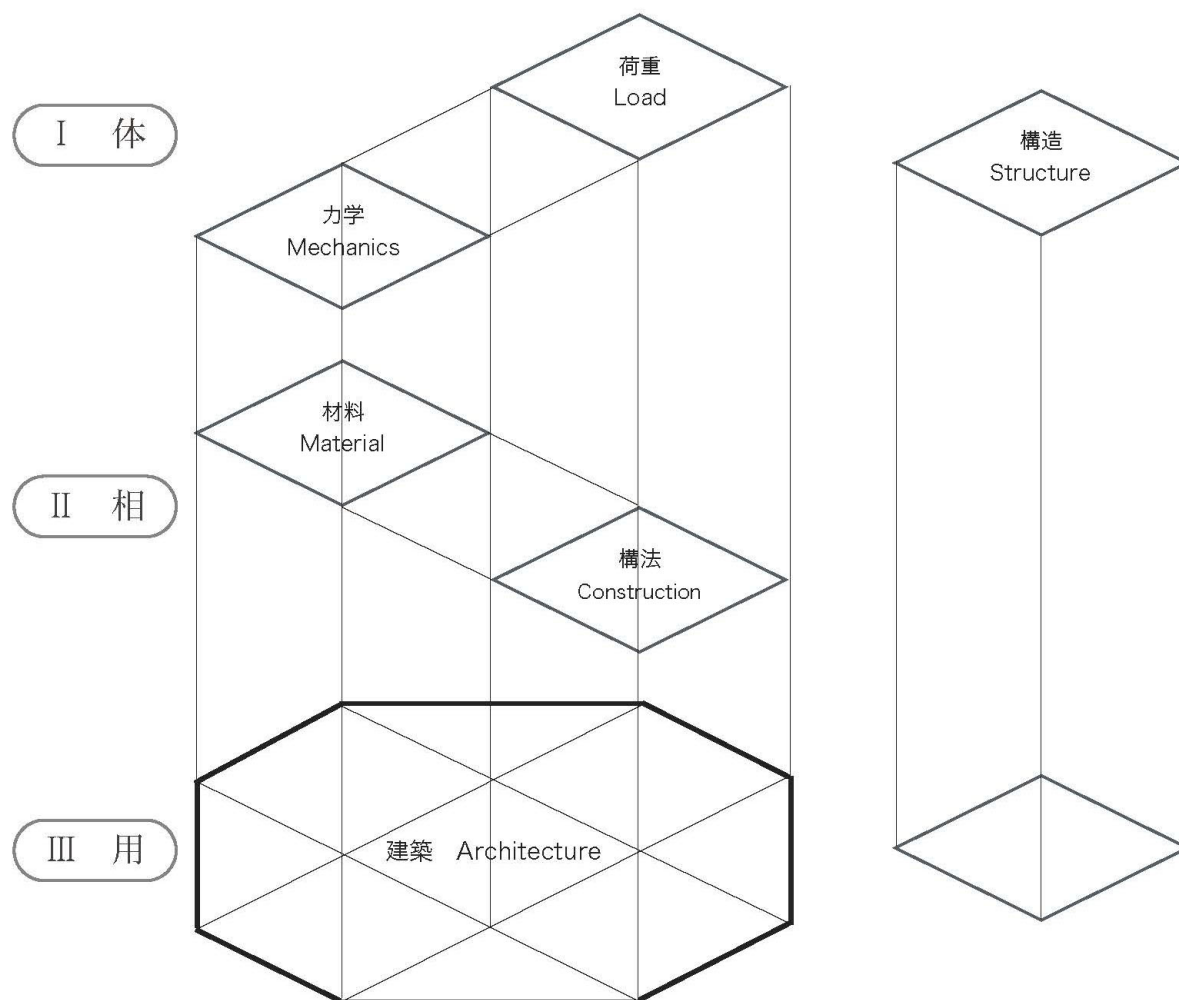 Ⅰ 体
荷重
Load
構造
Structure
力学
Mechanics
材料
Material
Ⅱ 相
構法
Construction
Ⅲ 用
建築 Architecture